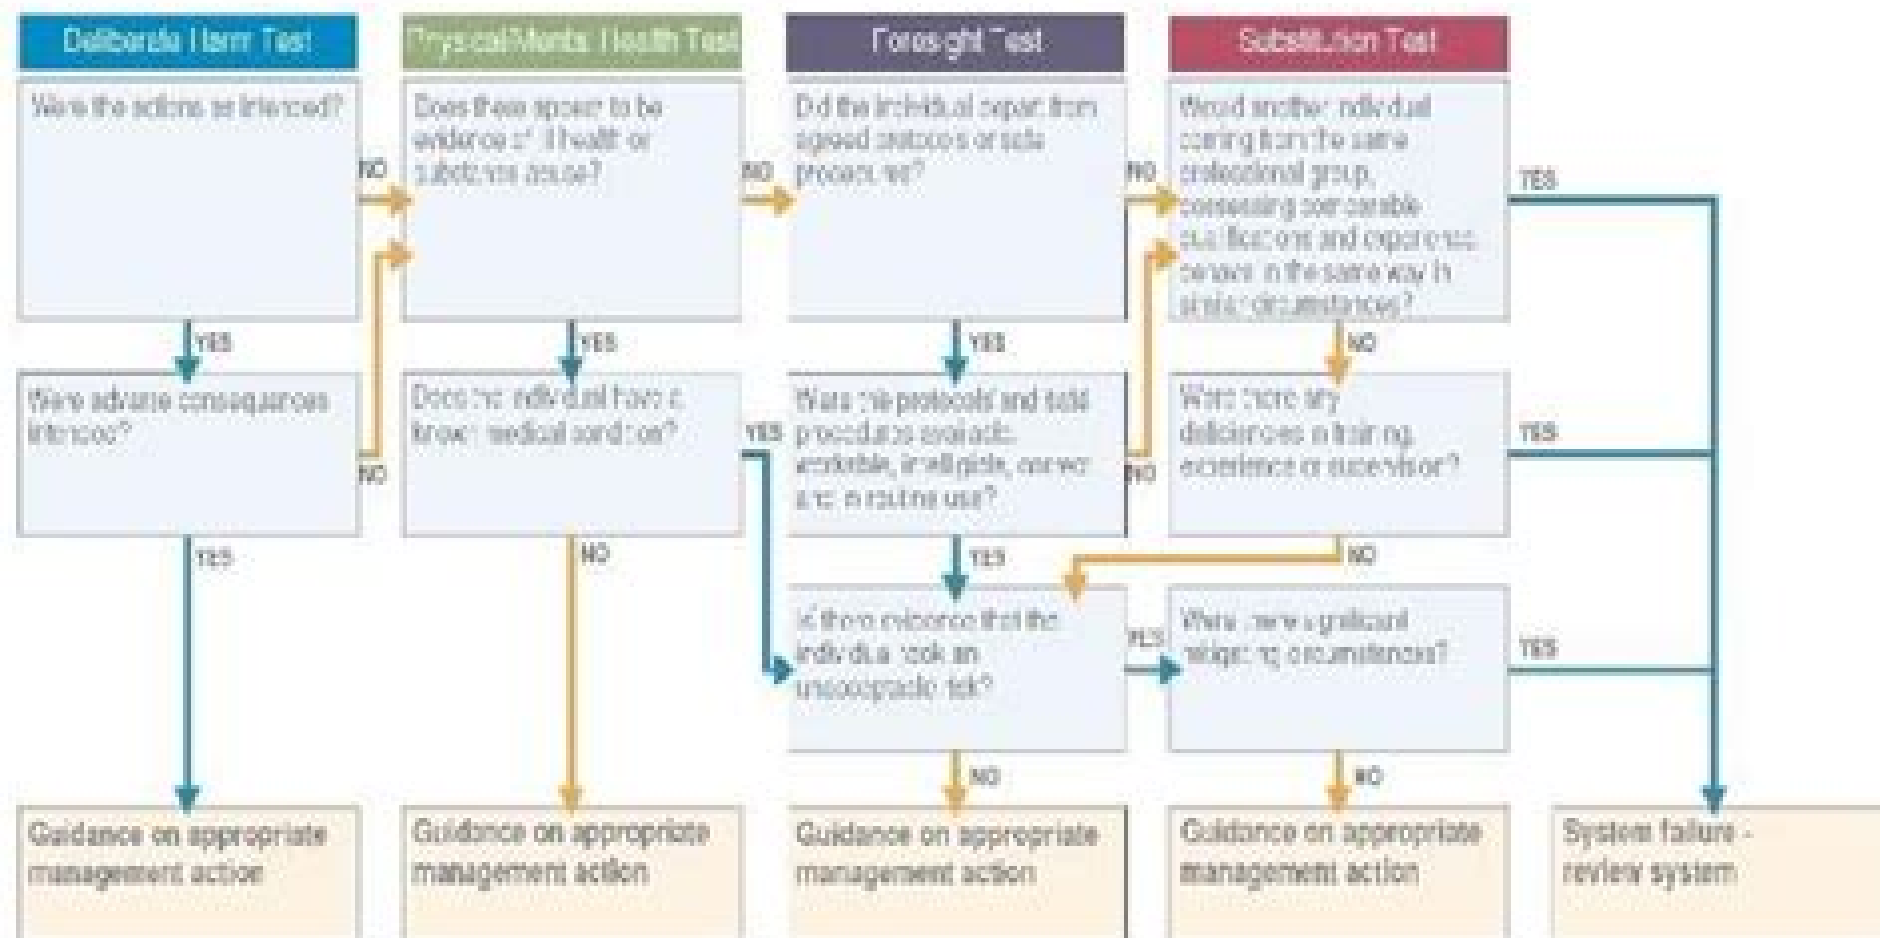 Deliberate Harm Test
Physical/Mental Health Test
Foresight Test
Substitution Test
Were the actions as intended?
NO
YES
Were adverse consequences
intended?
NO
YES
Guidance on appropriate
management action
Does there appear to be
evidence of ill health or
substance abuse?
NO
YES
Does the individual have a
known medical condition?
YES
NO
Guidance on appropriate
management action
Did the individual depart from
agreed protocols or safe
procedures?
NO
YES
Were the protocols and safe
procedures available,
workable, intelligible, correct
and in routine use?
NO
YES
Is there evidence that the
individual took an
unacceptable risk?
YES
NO
Guidance on appropriate
management action
Would another individual
coming from the same
professional group,
possessing comparable
qualifications and experience
behave in the same way in
similar circumstances?
YES
NO
Were there any
deficiencies in training,
experience or supervision?
YES
NO
Were there significant
mitigating circumstances?
YES
NO
Guidance on appropriate
management action
System failure -
review system